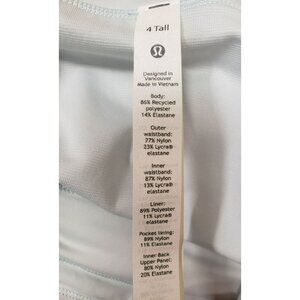 4 Tall
Designed in
Vancouver
Made in Vietnam
Body:
86% Recycled
polyester
14% Elastane
Outer
waistband:
77% Nylon
23% Lycra®
elastane
Inner
waistband:
87% Nylon
13% Lycra®
elastane
Liner:
89% Polyester
11% Lycra®
elastane
Pocket lining:
89% Nylon
11% Elastane
Inner Back
Upper Panel:
80% Nylon
20% Elastane